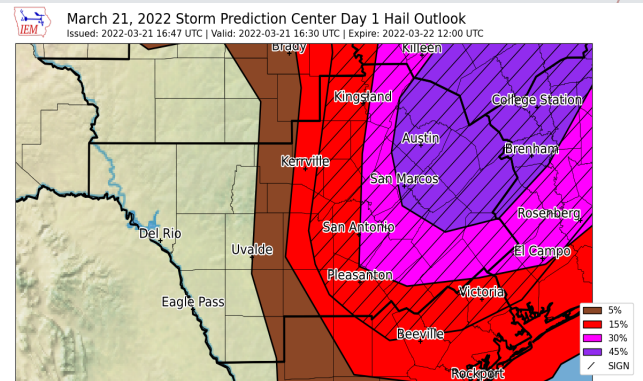 IEM
March 21, 2022 Storm Prediction Center Day 1 Hail Outlook
Issued: 2022-03-21 16:47 UTC | Valid: 2022-03-21 16:30 UTC | Expire: 2022-03-22 12:00 UTC
Brady
Killeen
Kingsland
College Station
Austin
Brenham
Kerrville
San Marcos
Rosenberg
San Antonio
Del Rio
Uvalde
El Campo
Pleasanton
Victoria
Eagle Pass
Beeville
Rockport
5%
15%
30%
45%
SIGN